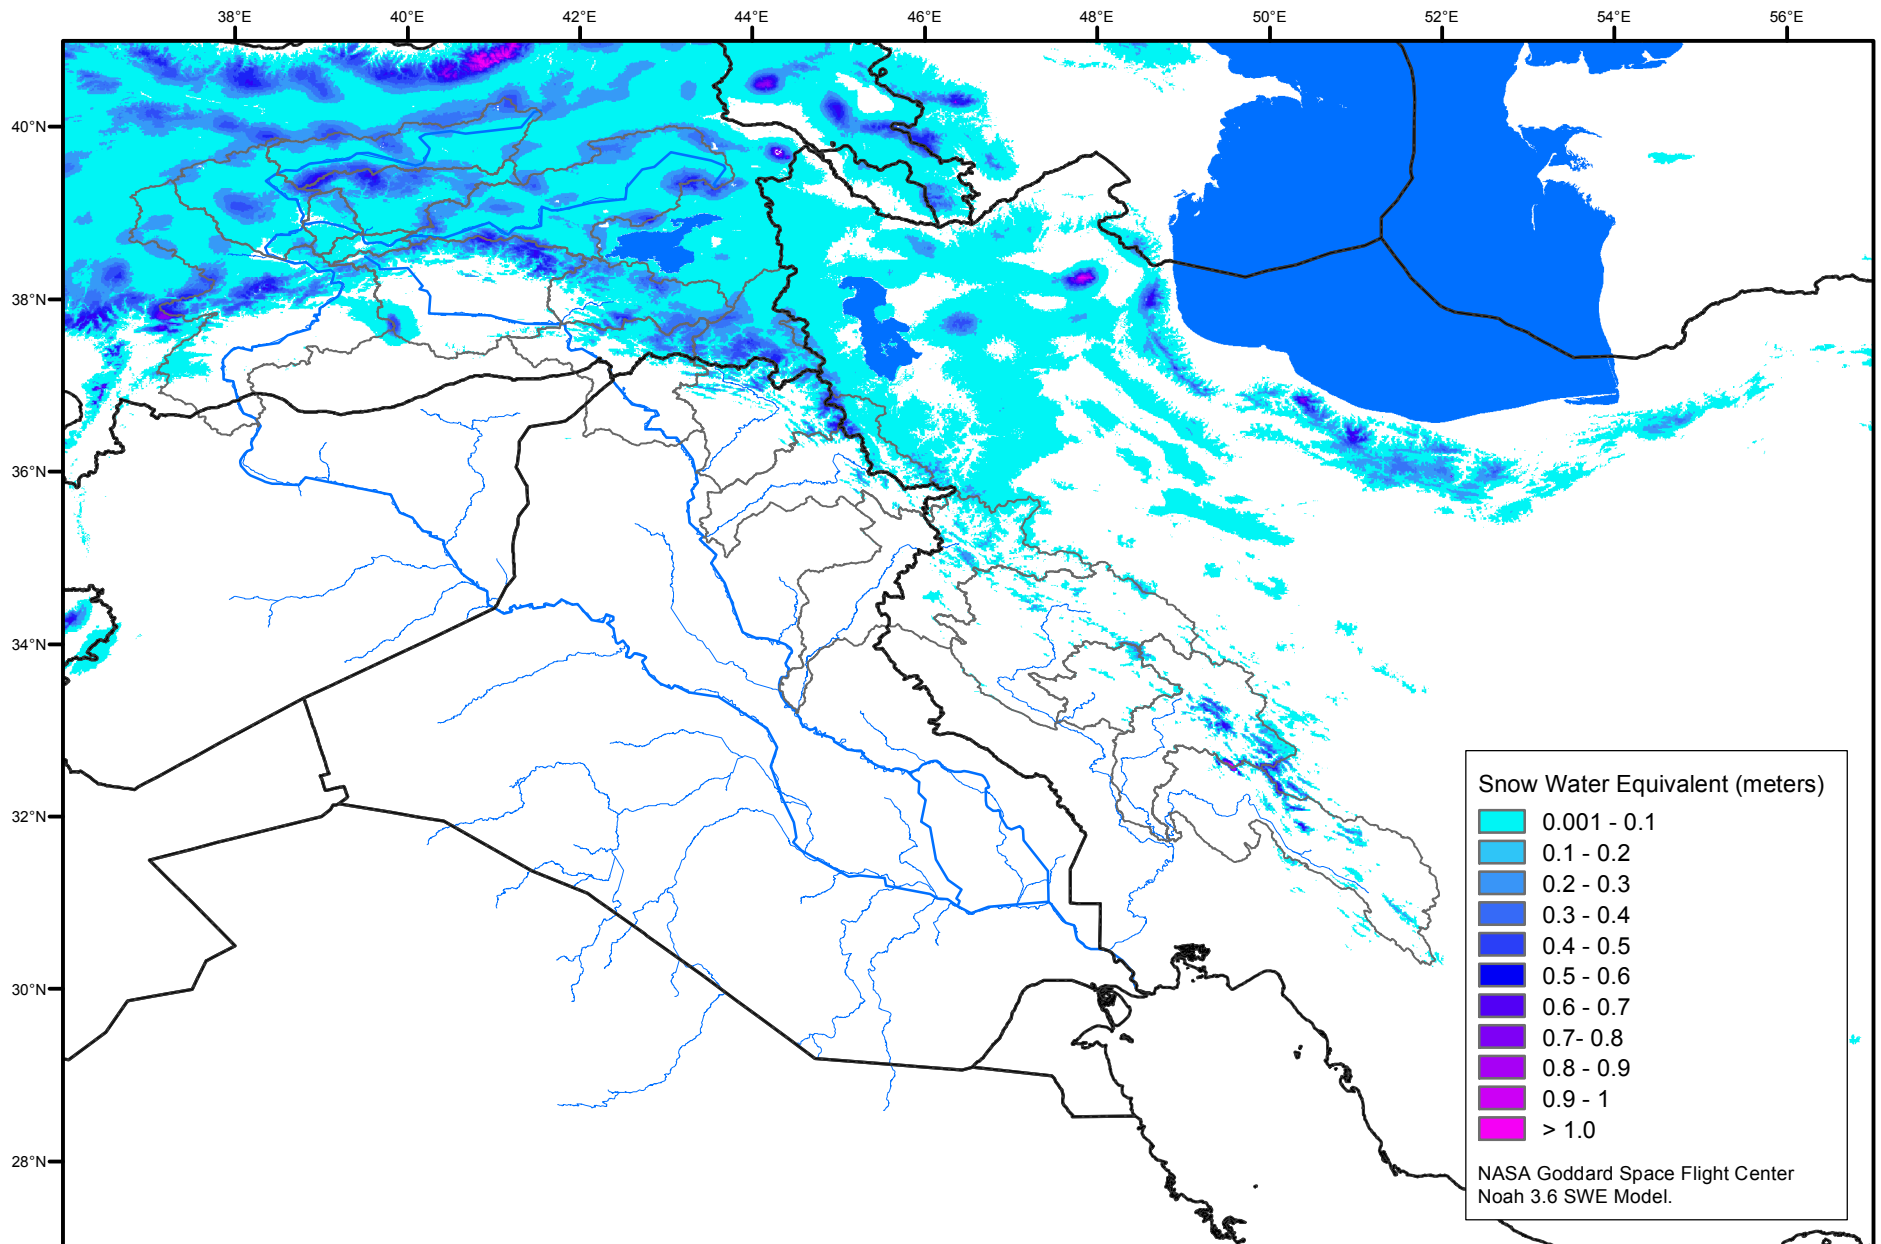 38°E 40°E 42°E 44°E 46°E 48°E 50°E 52°E 54°E 56°E
40°N
38°N
36°N
34°N
32°N
30°N
28°N
Snow Water Equivalent (meters)
0.001 - 0.1
0.1 - 0.2
0.2 - 0.3
0.3 - 0.4
0.4 - 0.5
0.5 - 0.6
0.6 - 0.7
0.7- 0.8
0.8 - 0.9
0.9 - 1
> 1.0
NASA Goddard Space Flight Center
Noah 3.6 SWE Model.